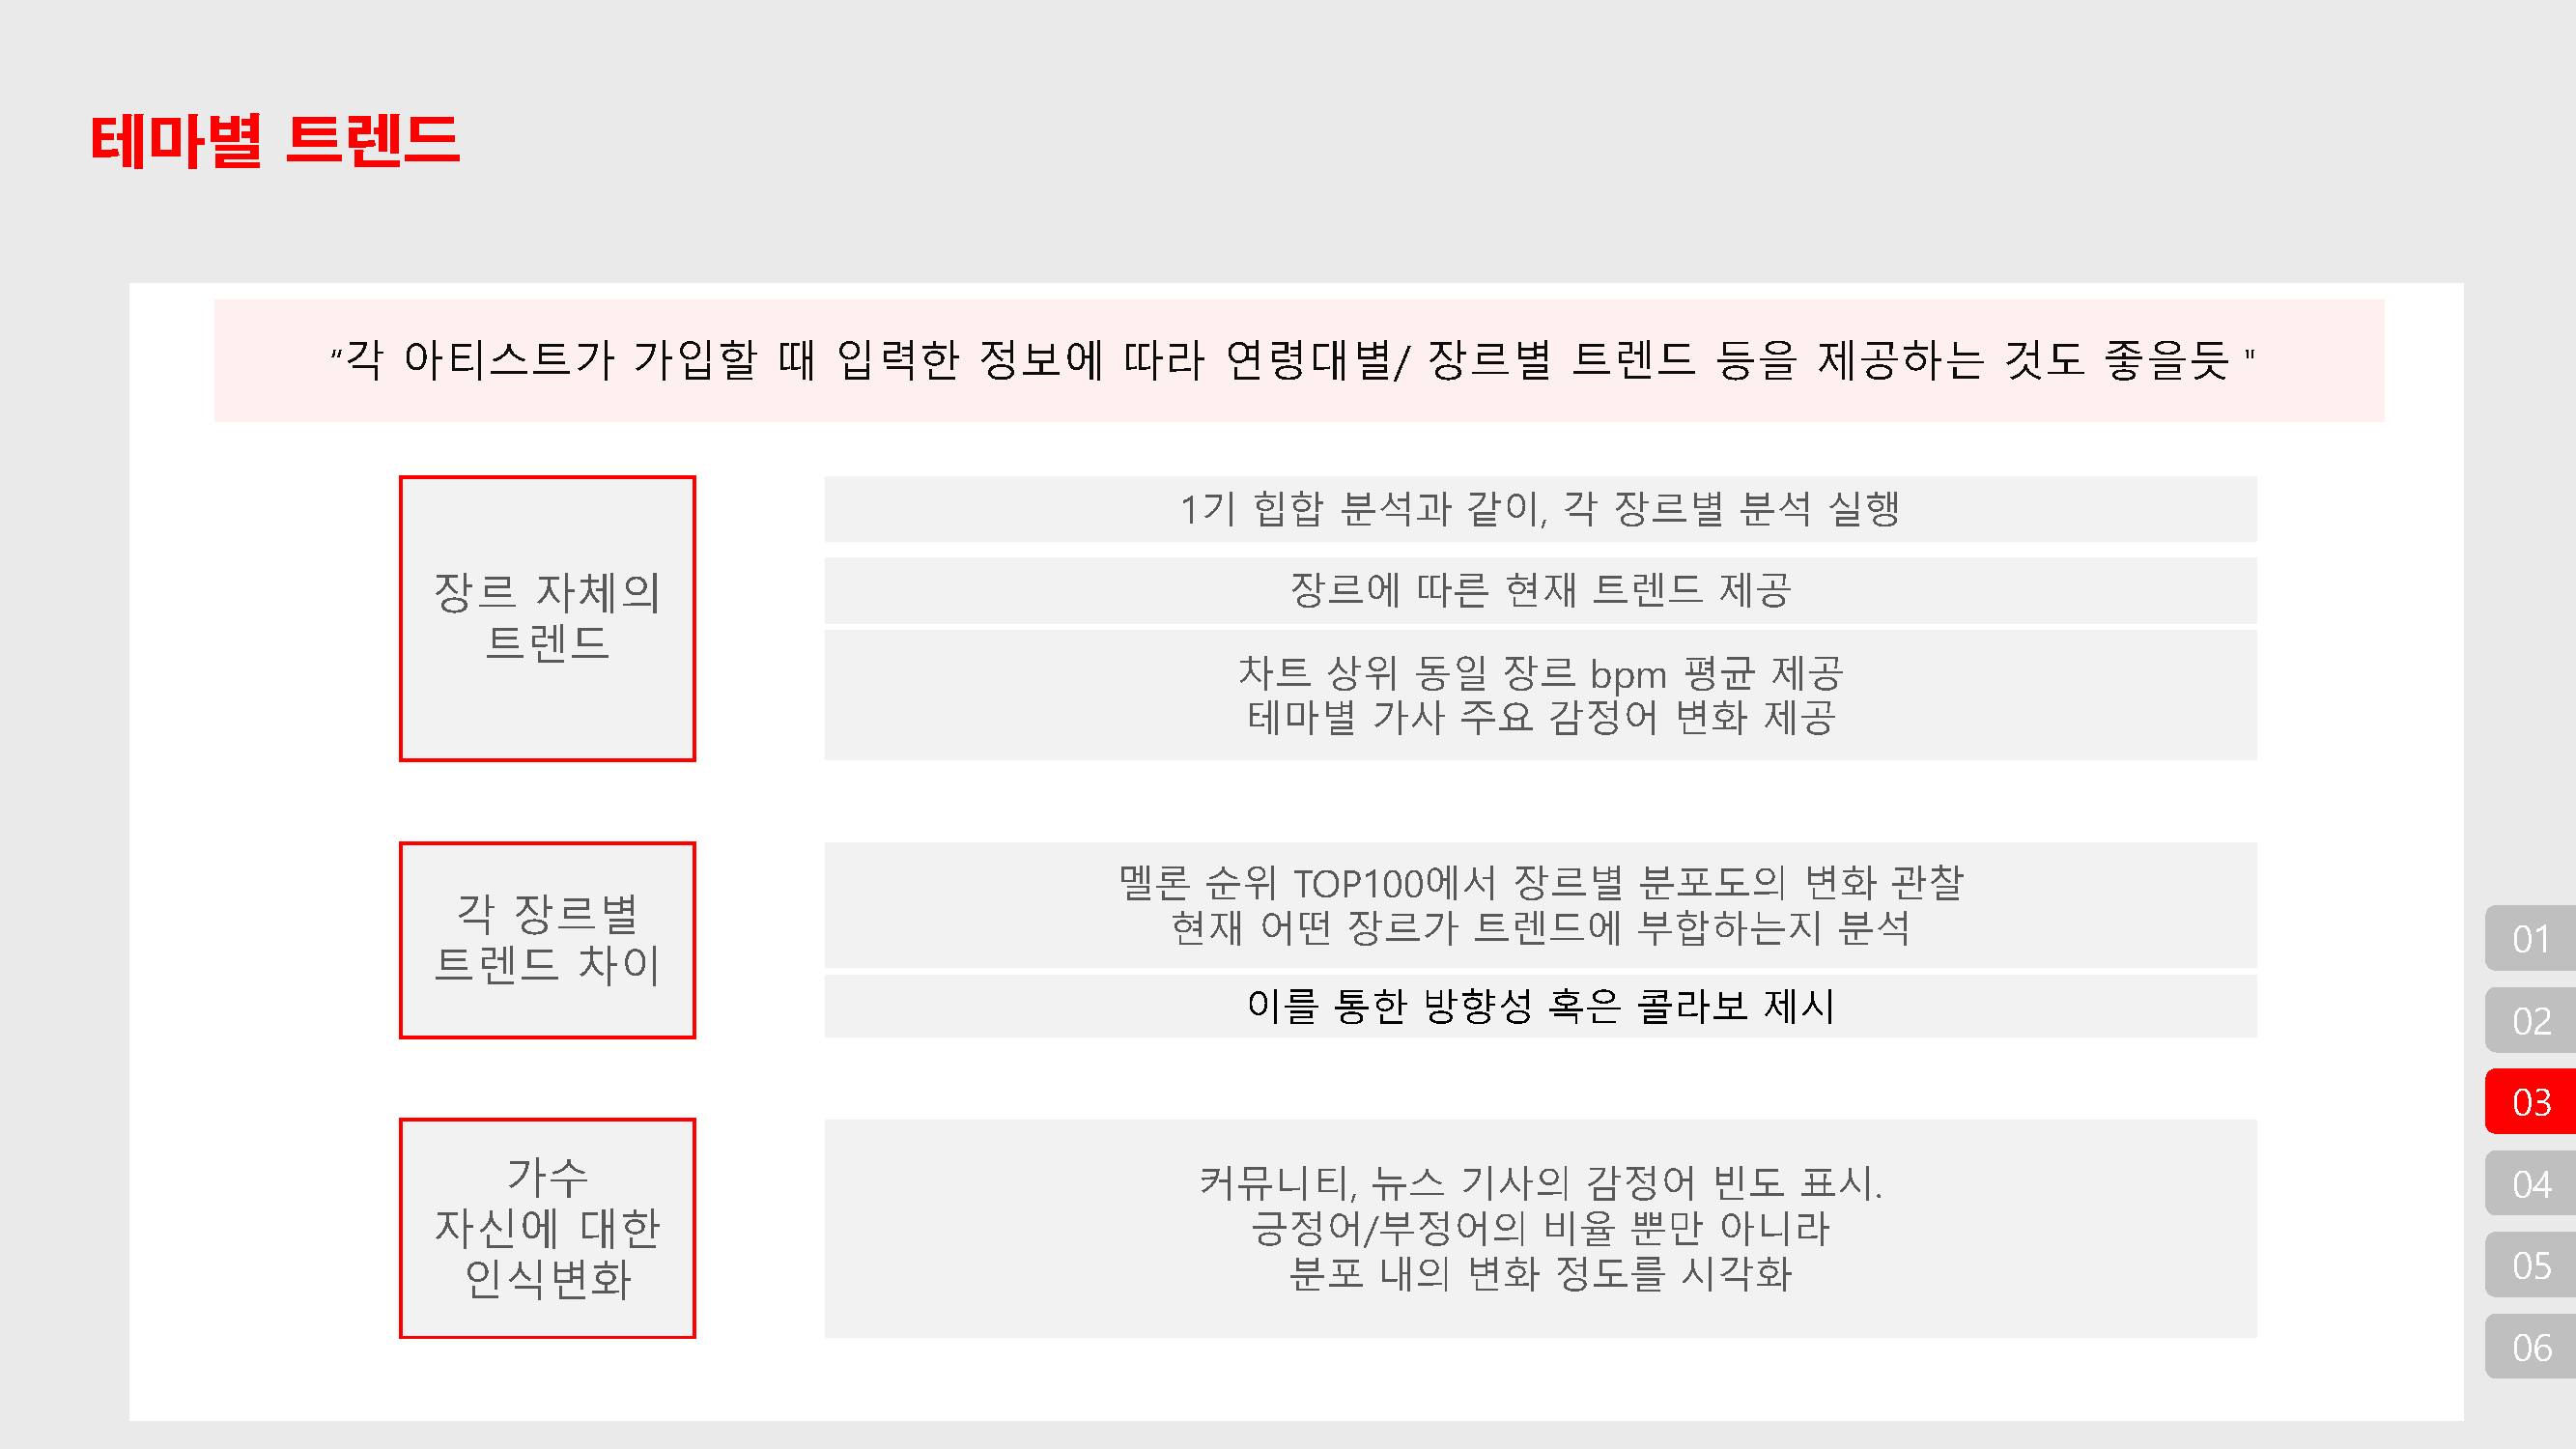 테마별 트렌드
"각 아티스트가 가입할 때 입력한 정보에 따라 연령대별/ 장르별 트렌드 등을 제공하는 것도 좋을듯 "
장르 자체의
트렌드
1기 힙합 분석과 같이, 각 장르별 분석 실행
장르에 따른 현재 트렌드 제공
차트 상위 동일 장르 bpm 평균 제공
테마별 가사 주요 감정어 변화 제공
각 장르별
트렌드 차이
멜론 순위 TOP100에서 장르별 분포도의 변화 관찰
현재 어떤 장르가 트렌드에 부합하는지 분석
이를 통한 방향성 혹은 콜라보 제시
가수
자신에 대한
인식변화
커뮤니티, 뉴스 기사의 감정어 빈도 표시.
긍정어/부정어의 비율 뿐만 아니라
분포 내의 변화 정도를 시각화
01
02
03
04
05
06